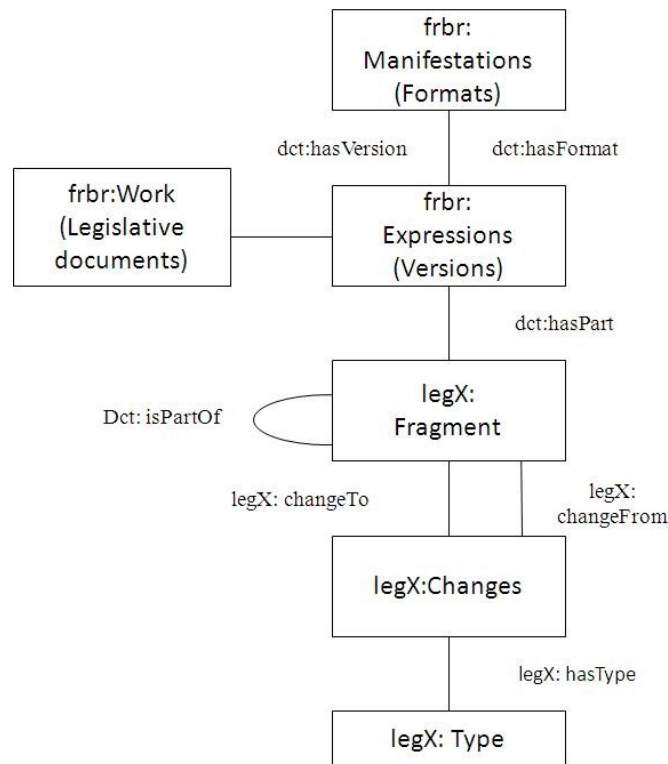 frbr:
Manifestations
(Formats)
dct:hasVersion
dct:hasFormat
frbr:Work
(Legislative
documents)
frbr:
Expressions
(Versions)
dct:hasPart
legX:
Fragment
Dct: isPartOf
legX: changeTo
legX:
changeFrom
legX:Changes
legX: hasType
legX: Type